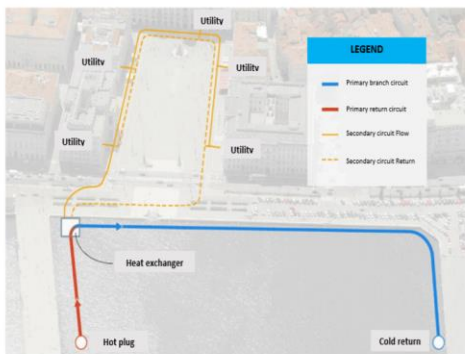 Utility
LEGEND
Utility
Utility
Primary branch circuit
Primary return circuit
Utility
Utility
Secondary circuit Flow
Secondary circuit Return
Heat exchanger
Hot plug
Cold return